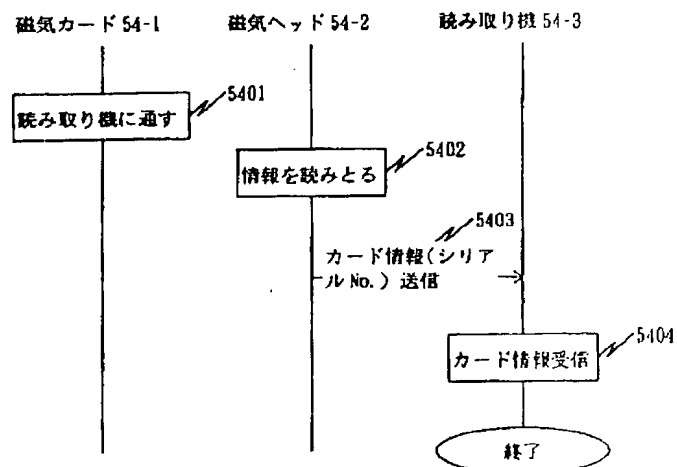 磁気カード 54-1
磁気ヘッド 54-2
読み取り機 54-3
5401
読み取り機に通す
5402
情報を読みとる
5403
カード情報(シリア
ルNo.) 送信
5404
カード情報受信
終了